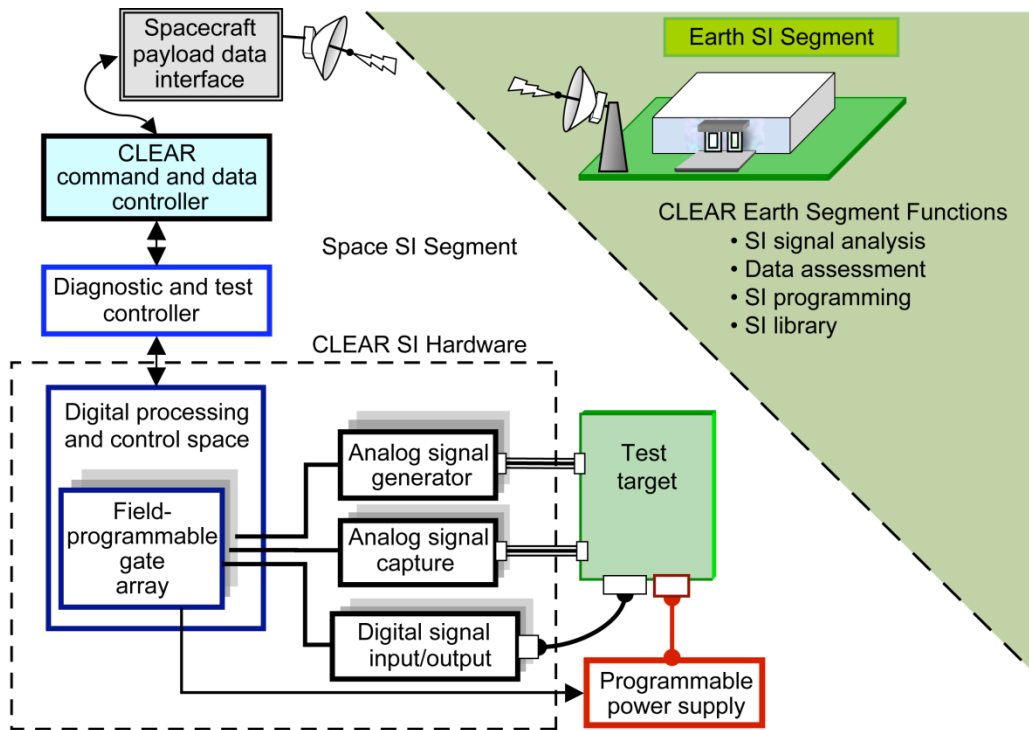 Spacecraft
payload data
interface
Earth SI Segment
CLEAR
command and data
controller
CLEAR Earth Segment Functions
• SI signal analysis
• Data assessment
• SI programming
• SI library
Space SI Segment
Diagnostic and test
controller
CLEAR SI Hardware
Digital processing
and control space
Field-
programmable
gate
array
Analog signal
generator
Analog signal
capture
Digital signal
input/output
Test
target
Programmable
power supply